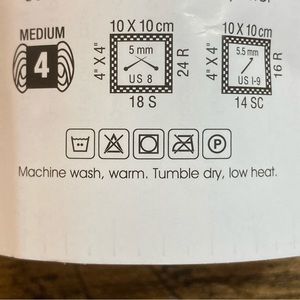 MEDIUM
4
10 X 10 cm
4" X 4"
5 mm
US 8
24 R
18 S
10 X 10 cm
4" X 4"
5.5 mm
US I-9
16 R
14 SC
P
Machine wash, warm. Tumble dry, low heat.